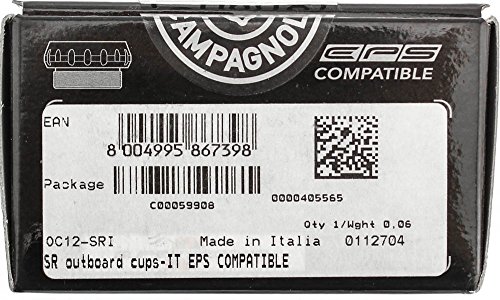 CAMPAGNOL
EPS
COMPATIBLE
EAN
8 004995 867398
Package
C00059908
0000405565
Qty 1/Wght 0,06
OC12-SRI
Made in Italia
0112704
SR outboard cups-IT EPS COMPATIBLE